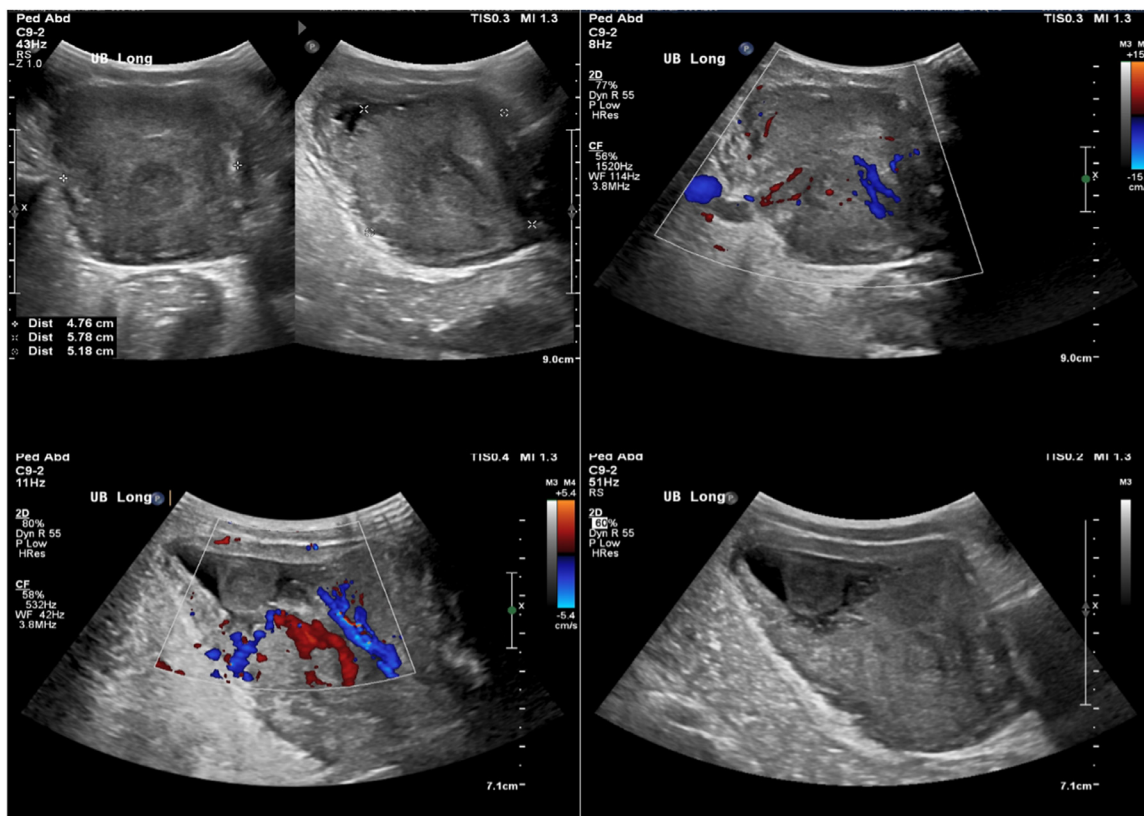 Ped Abd
TIS0.3 MI 1.3
C9-2
43Hz
RS
Z 1.0
UB Long
P
X
X
Dist 4.76 cm
Dist 5.78 cm
Dist 5.18 cm
9.0cm
Ped Abd
TIS0.3 MI 1.3
C9-2
8Hz
UB Long
P
M3
+15
2D
77%
Dyn R 55
P Low
HRes
CF
56%
1520Hz
WF 114Hz
3.8MHz
X
-15
cm/s
9.0cm
Ped Abd
TIS0.4 MI 1.3
C9-2
11Hz
UB Long
P
M3 M4
+5.4
2D
80%
Dyn R 55
P Low
HRes
CF
58%
532Hz
WF 42Hz
3.8MHz
X
-5.4
cm/s
7.1cm
Ped Abd
TIS0.2 MI 1.3
C9-2
51Hz
RS
UB Long
P
M3
2D
60%
Dyn R 55
P Low
HRes
X
7.1cm